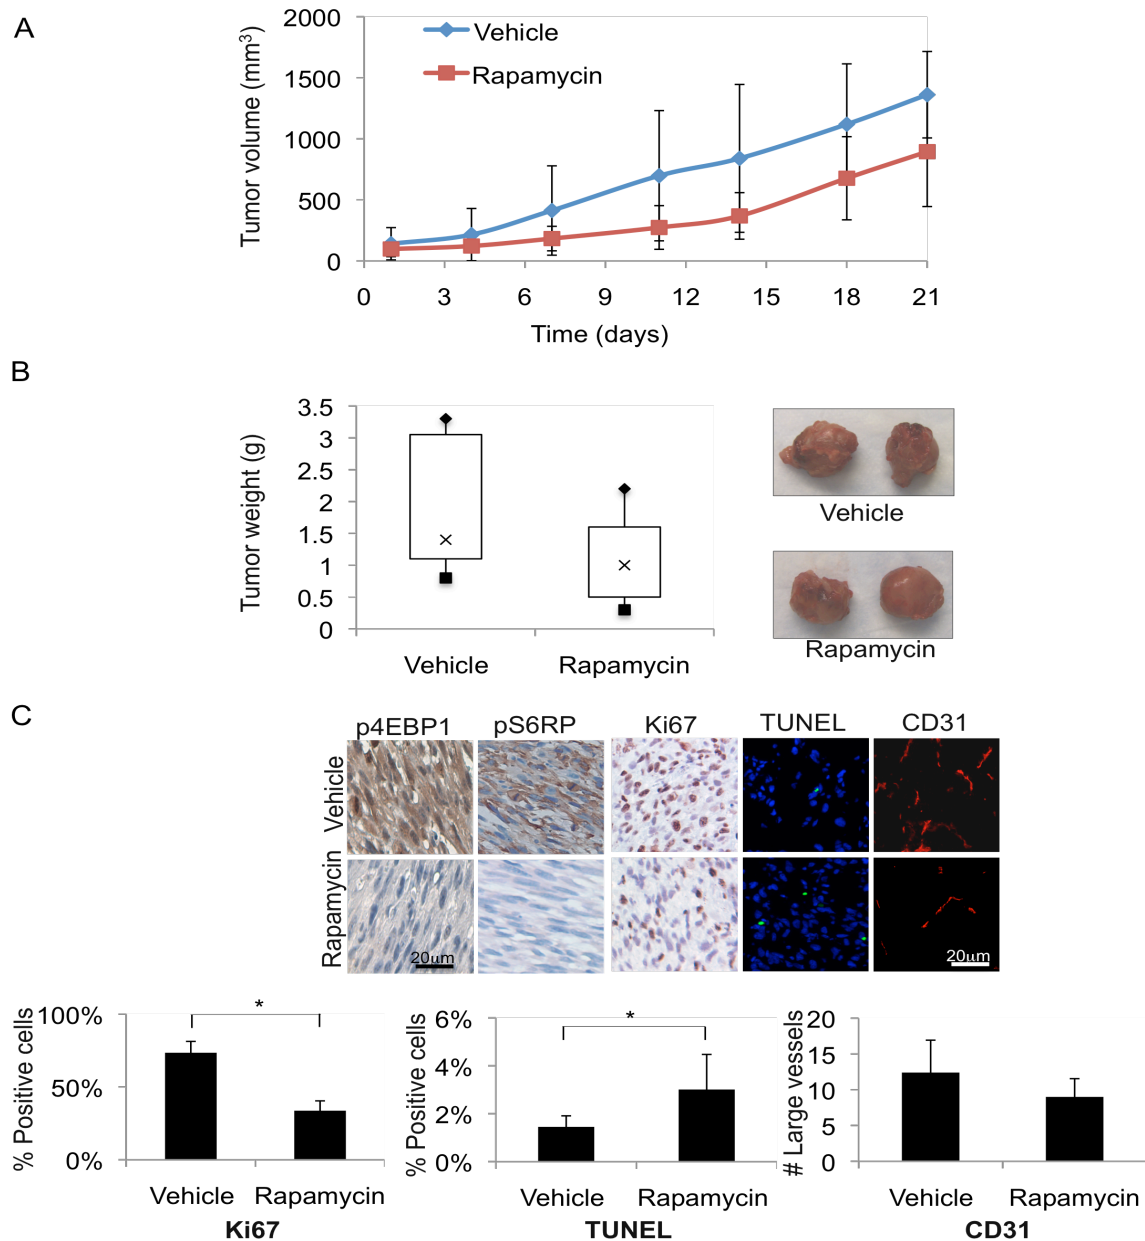 A
Tumor volume (mm³)
2000
1500
1000
500
0
Vehicle
Rapamycin
0 3 6 9 12 15 18 21
Time (days)
B
Tumor weight (g)
3.5
3
2.5
2
1.5
1
0.5
0
Vehicle Rapamycin
Vehicle
Rapamycin
C
p4EBP1 pS6RP Ki67 TUNEL CD31
Vehicle
Rapamycin
20µm 20µm
% Positive cells
100%
50%
0%
*
Vehicle Rapamycin
Ki67
% Positive cells
6%
4%
2%
0%
*
Vehicle Rapamycin
TUNEL
# Large vessels
20
15
10
5
0
Vehicle Rapamycin
CD31